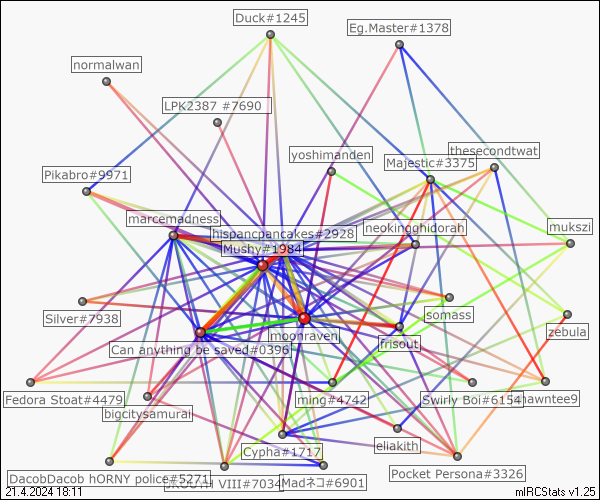 Duck#1245
Eg.Master#1378
normalwan
LPK2387 #7690
yoshimanden
thesecondtwat
Majestic#3375
Pikabro#9971
marcemadness
hispancpancakes#2928
neokingghidorah
mukszi
Mushy#1984
Silver#7938
somass
zebula
moonraven
frisout
Can anything be saved#0396
Fedora Stoat#4479
ming#4742
Swirly Boi#6154
hawntee9
bigcitysamurai
Cypha#1717
eliakith
DacobDacob hORNY police#5271
VIII#7034
Madネコ#6901
Pocket Persona#3326
21.4.2024 18:11
mIRCStats v1.25